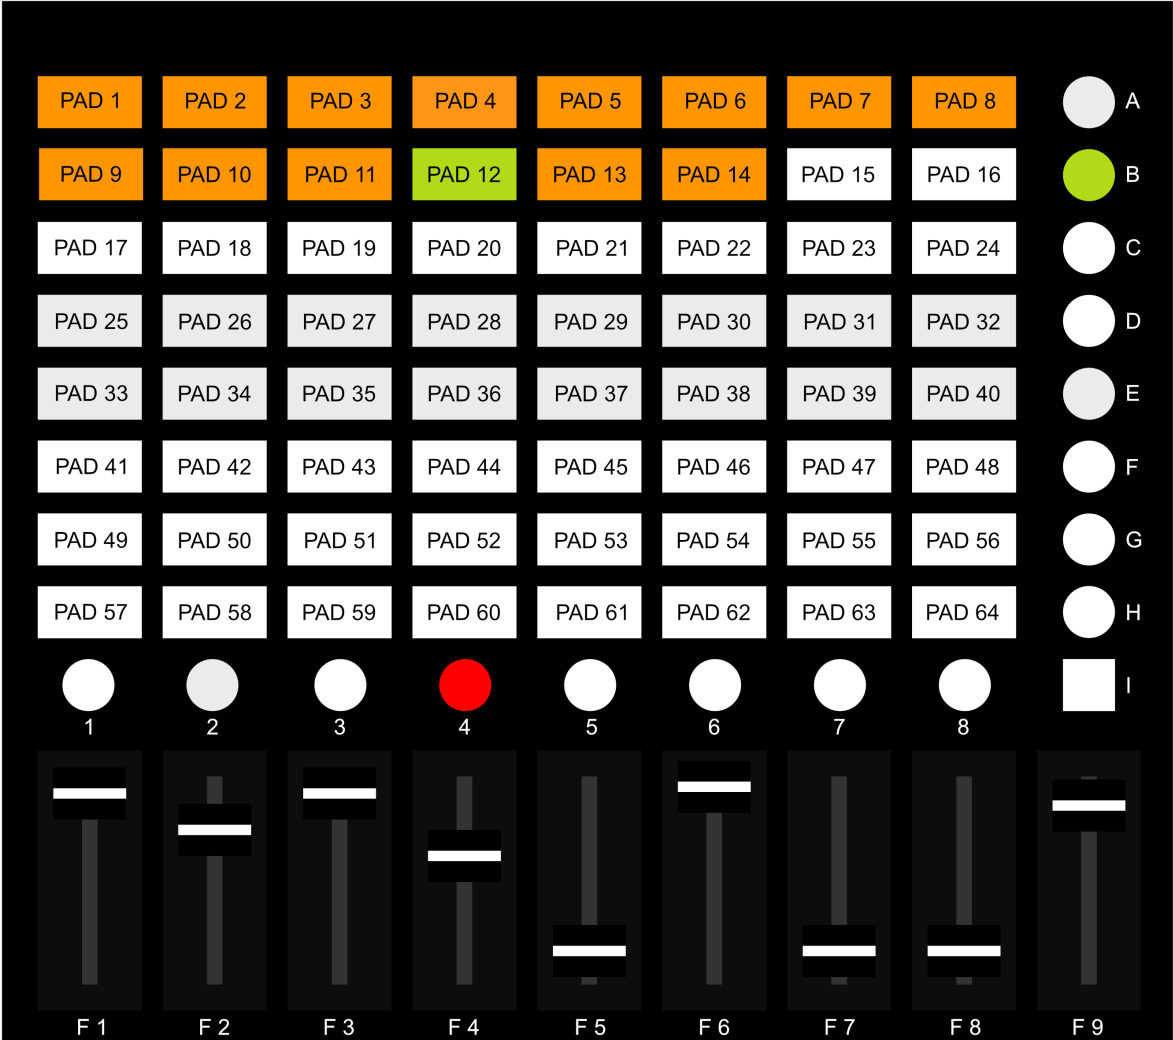 PAD 1 PAD 2 PAD 3 PAD 4 PAD 5 PAD 6 PAD 7 PAD 8 A
PAD 9 PAD 10 PAD 11 PAD 12 PAD 13 PAD 14 PAD 15 PAD 16 B
PAD 17 PAD 18 PAD 19 PAD 20 PAD 21 PAD 22 PAD 23 PAD 24 C
PAD 25 PAD 26 PAD 27 PAD 28 PAD 29 PAD 30 PAD 31 PAD 32 D
PAD 33 PAD 34 PAD 35 PAD 36 PAD 37 PAD 38 PAD 39 PAD 40 E
PAD 41 PAD 42 PAD 43 PAD 44 PAD 45 PAD 46 PAD 47 PAD 48 F
PAD 49 PAD 50 PAD 51 PAD 52 PAD 53 PAD 54 PAD 55 PAD 56 G
PAD 57 PAD 58 PAD 59 PAD 60 PAD 61 PAD 62 PAD 63 PAD 64 H
I
1 2 3 4 5 6 7 8
F 1 F 2 F 3 F 4 F 5 F 6 F 7 F 8 F 9